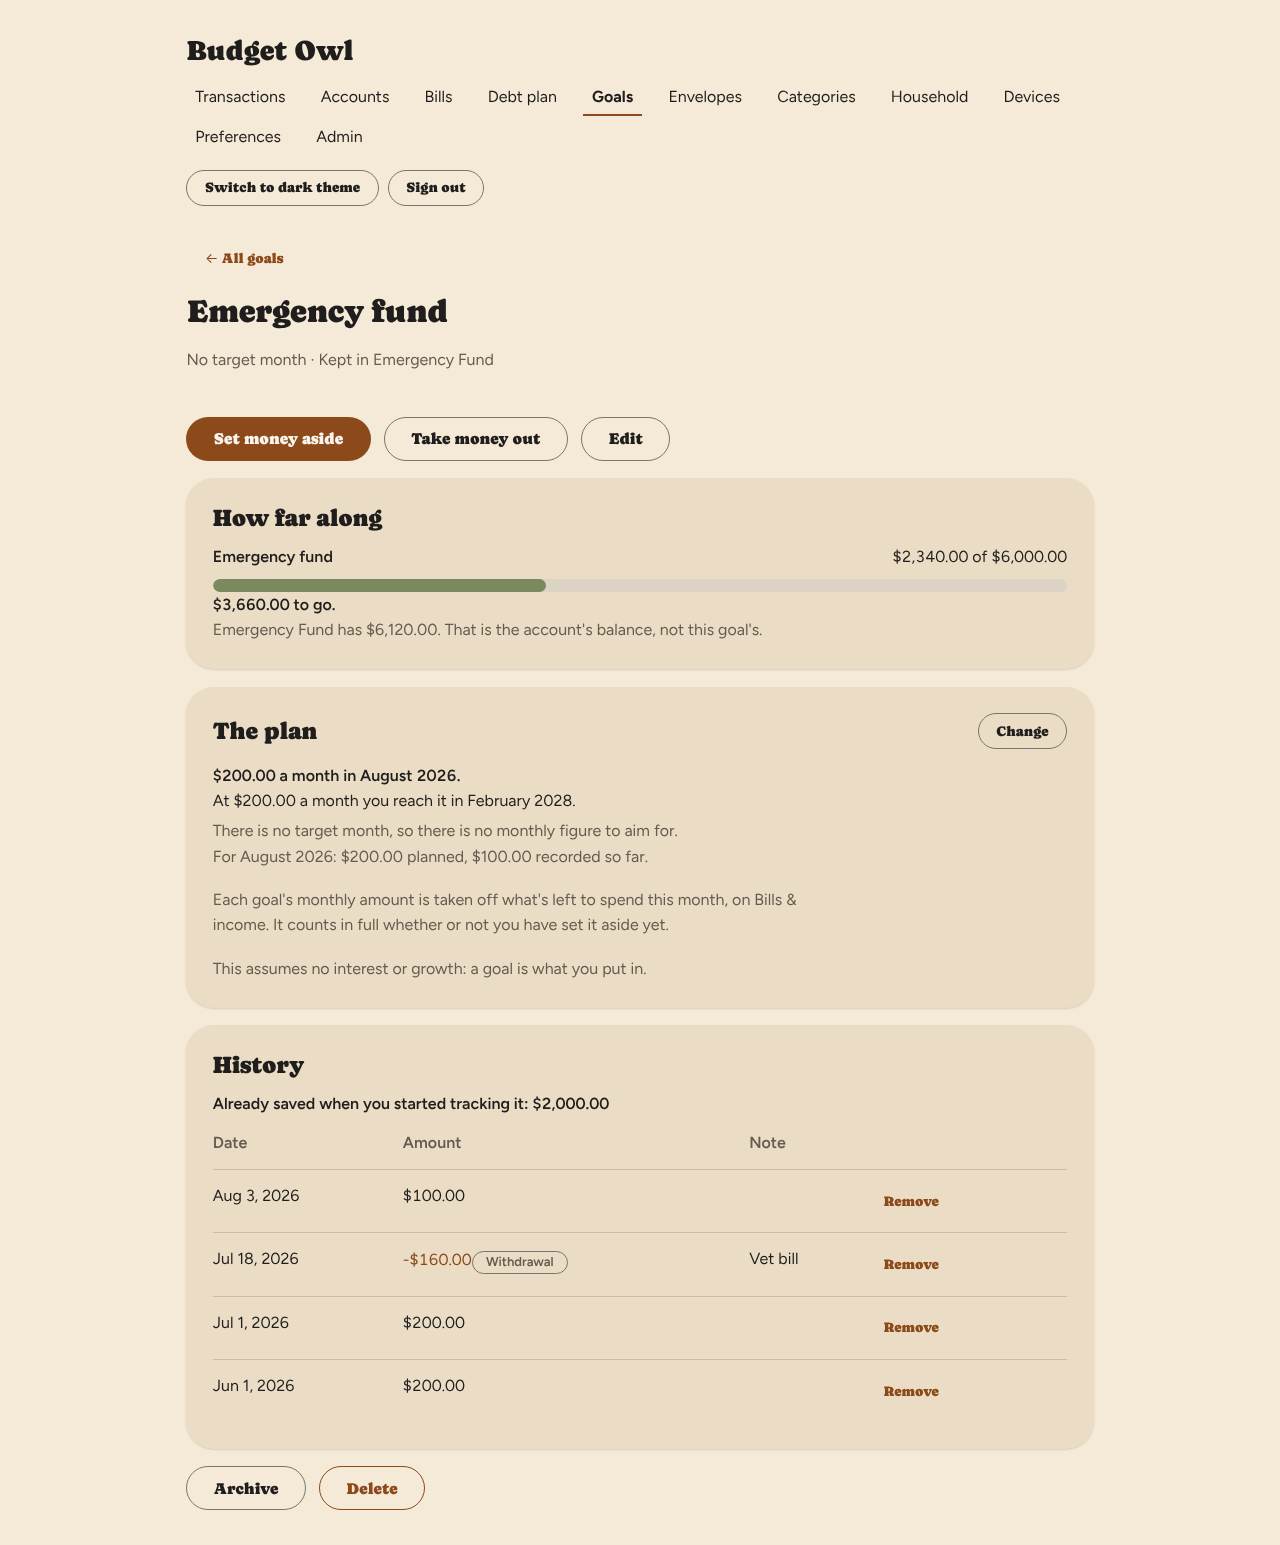 Budget Owl
Transactions Accounts Bills Debt plan Goals Envelopes Categories Household Devices
Preferences Admin
Switch to dark theme Sign out
← All goals
Emergency fund
No target month · Kept in Emergency Fund
Set money aside Take money out Edit
How far along
Emergency fund $2,340.00 of $6,000.00
$3,660.00 to go.
Emergency Fund has $6,120.00. That is the account's balance, not this goal's.
The plan Change
$200.00 a month in August 2026.
At $200.00 a month you reach it in February 2028.
There is no target month, so there is no monthly figure to aim for.
For August 2026: $200.00 planned, $100.00 recorded so far.
Each goal's monthly amount is taken off what's left to spend this month, on Bills &
income. It counts in full whether or not you have set it aside yet.
This assumes no interest or growth: a goal is what you put in.
History
Already saved when you started tracking it: $2,000.00
Date Amount Note
Aug 3, 2026 $100.00 Remove
Jul 18, 2026 -$160.00 Withdrawal Vet bill Remove
Jul 1, 2026 $200.00 Remove
Jun 1, 2026 $200.00 Remove
Archive Delete